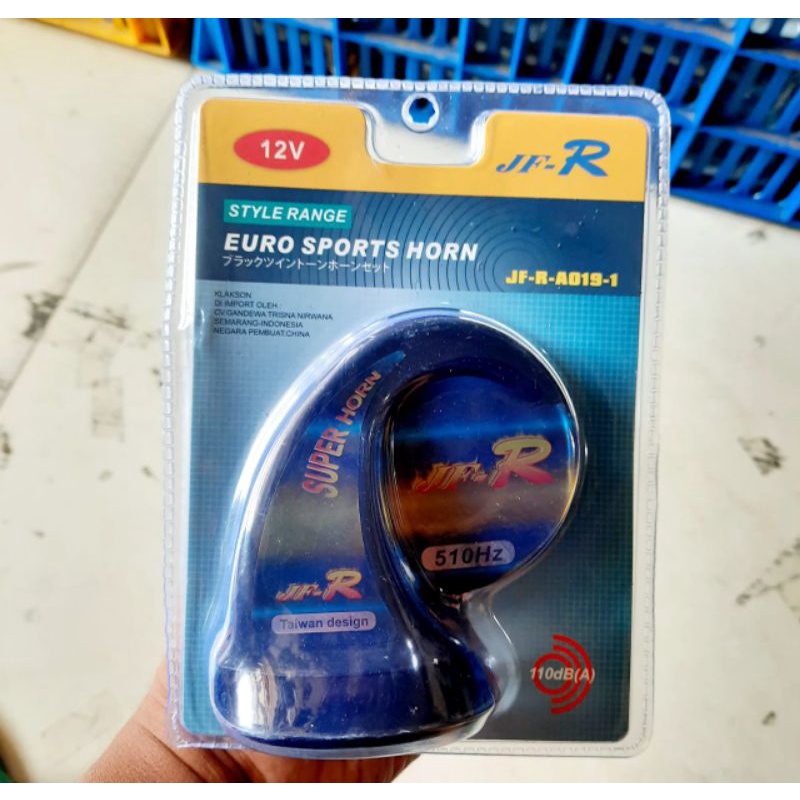 12V
JF-R
STYLE RANGE
EURO SPORTS HORN
ブラックツイントーンホーンセット
JF-R-A019-1
KLAKSON
DI IMPORT OLEH :
CV.GANDEWA TRISNA NIRWANA
SEMARANG-INDONESIA
NEGARA PEMBUAT:CHINA
SUPER HORN
JF-R
510Hz
JF-R
Taiwan design
110dB(A)